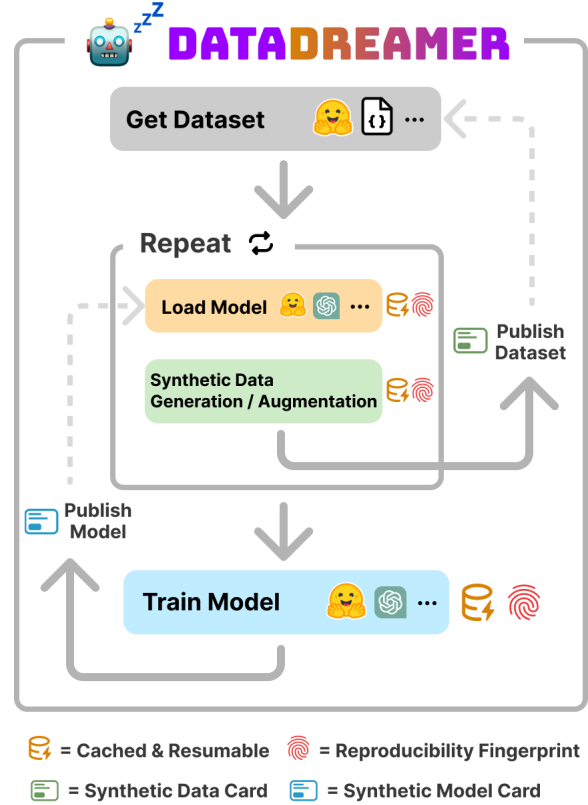 zzZ
DATADREAMER
Get Dataset ...
Repeat
Load Model ...
Synthetic Data
Generation / Augmentation
Publish
Dataset
Publish
Model
Train Model ...
= Cached & Resumable
= Reproducibility Fingerprint
= Synthetic Data Card
= Synthetic Model Card